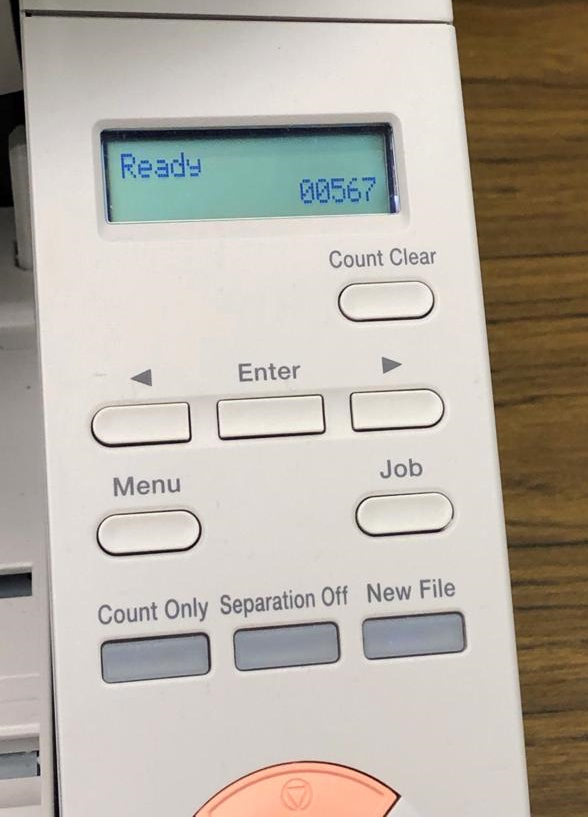 Ready
00567
Count Clear
◀ Enter ▶
Menu Job
Count Only Separation Off New File